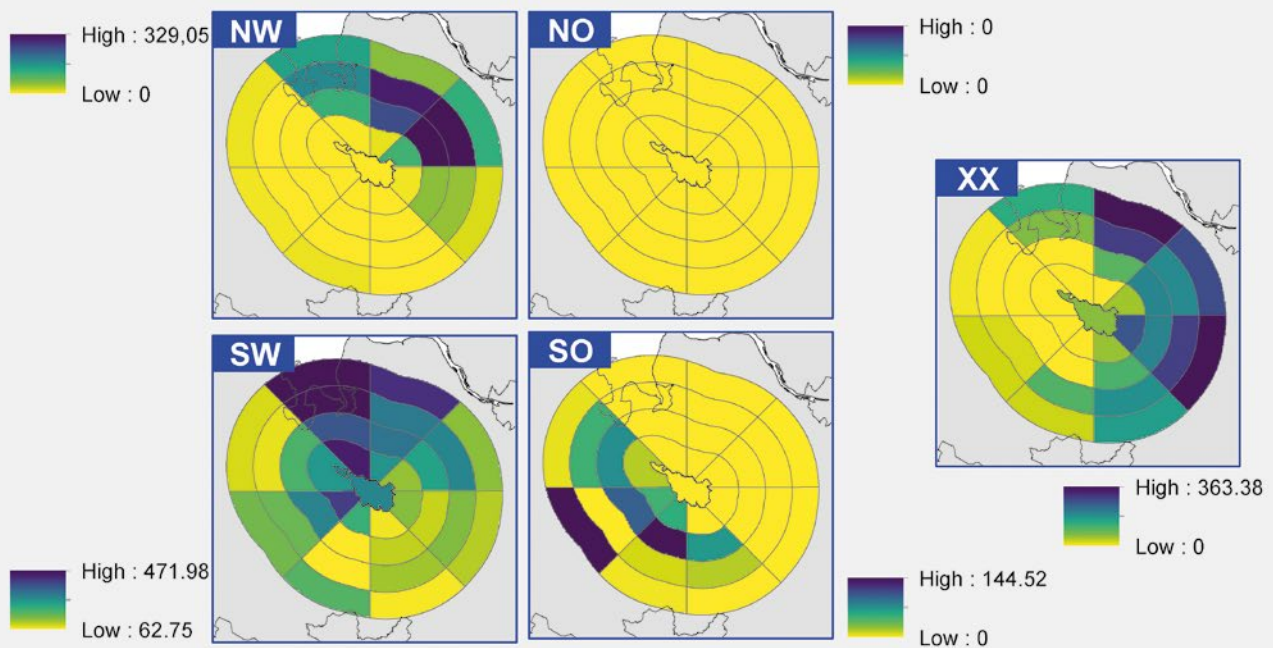 High : 329,05
Low : 0
NW
NO
High : 0
Low : 0
XX
High : 363.38
Low : 0
SW
SO
High : 471.98
Low : 62.75
High : 144.52
Low : 0